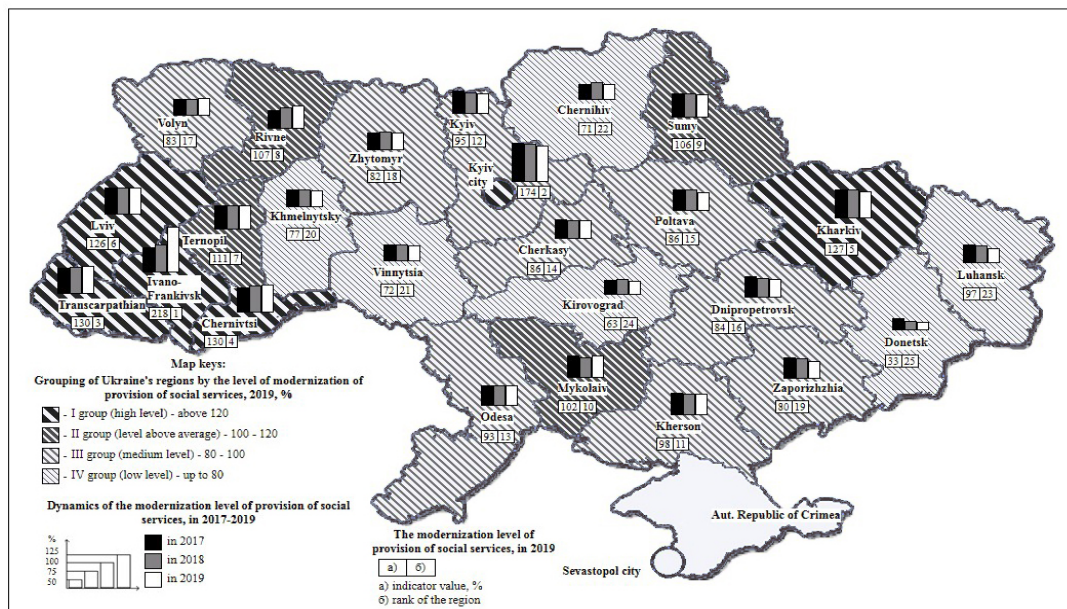 Volyn
83 17
Rivne
107 8
Zhytomyr
82 18
Kyiv
95 12
Kyiv
city
174 2
Chernihiv
71 22
Sumy
106 9
Lviv
126 6
Ternopil
111 7
Khmelnytsky
77 20
Vinnytsia
72 21
Cherkasy
86 14
Poltava
86 15
Kharkiv
127 5
Luhansk
97 23
Transcarpathian
130 3
Ivano-
Frankivsk
218 1
Chernivtsi
130 4
Kirovograd
63 24
Dnipropetrovsk
84 16
Donetsk
33 25
Odesa
93 13
Mykolaiv
102 10
Kherson
98 11
Zaporizhzhia
80 19
Aut. Republic of Crimea
Sevastopol city
Map keys:
Grouping of Ukraine's regions by the level of modernization of
provision of social services, 2019, %
- I group (high level) - above 120
- II group (level above average) - 100 - 120
- III group (medium level) - 80 - 100
- IV group (low level) - up to 80
Dynamics of the modernization level of provision of social
services, in 2017-2019
%
125
100
75
50
in 2017
in 2018
in 2019
The modernization level of
provision of social services, in 2019
a) б)
a) indicator value, %
б) rank of the region